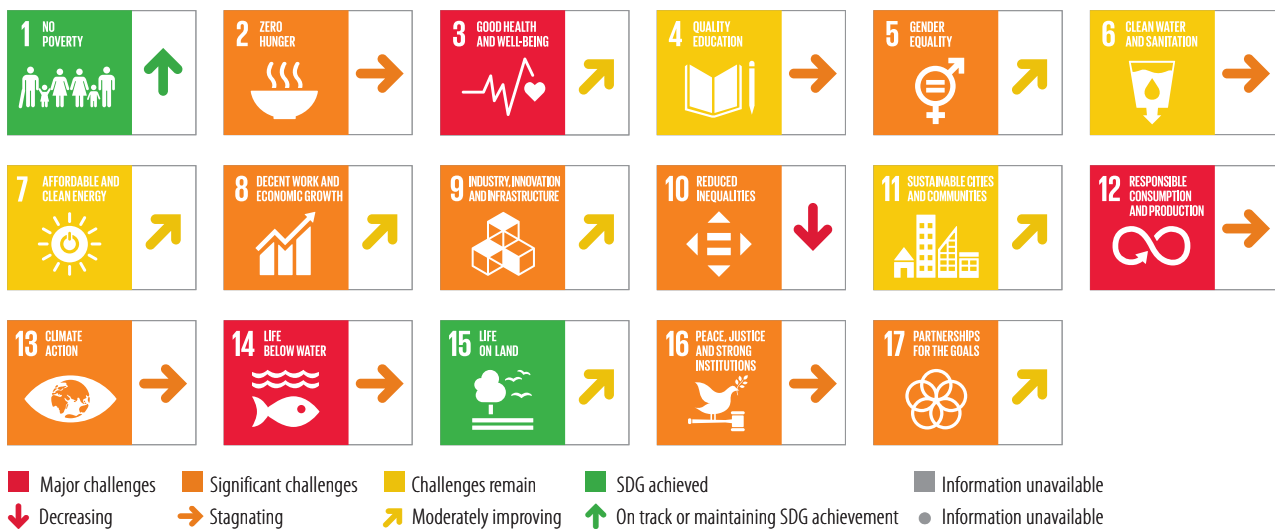 1 NO
POVERTY
2 ZERO
HUNGER
3 GOOD HEALTH
AND WELL-BEING
4 QUALITY
EDUCATION
5 GENDER
EQUALITY
6 CLEAN WATER
AND SANITATION
7 AFFORDABLE AND
CLEAN ENERGY
8 DECENT WORK AND
ECONOMIC GROWTH
9 INDUSTRY, INNOVATION
AND INFRASTRUCTURE
10 REDUCED
INEQUALITIES
11 SUSTAINABLE CITIES
AND COMMUNITIES
12 RESPONSIBLE
CONSUMPTION
AND PRODUCTION
13 CLIMATE
ACTION
14 LIFE
BELOW WATER
15 LIFE
ON LAND
16 PEACE, JUSTICE
AND STRONG
INSTITUTIONS
17 PARTNERSHIPS
FOR THE GOALS
Major challenges Significant challenges Challenges remain SDG achieved Information unavailable
Decreasing Stagnating Moderately improving On track or maintaining SDG achievement Information unavailable